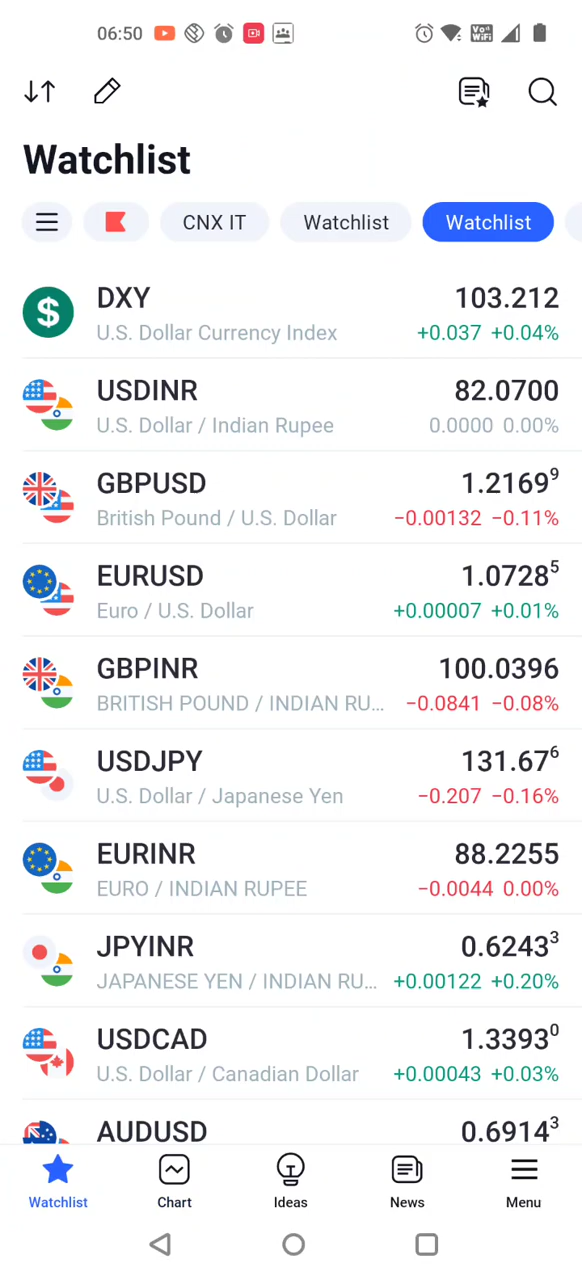 06:50
Vo) WiFi
Watchlist
CNX IT Watchlist Watchlist
DXY 103.212
U.S. Dollar Currency Index +0.037 +0.04%
USDINR 82.0700
U.S. Dollar / Indian Rupee 0.0000 0.00%
GBPUSD 1.2169⁹
British Pound / U.S. Dollar −0.00132 −0.11%
EURUSD 1.0728⁵
Euro / U.S. Dollar +0.00007 +0.01%
GBPINR 100.0396
BRITISH POUND / INDIAN RU... −0.0841 −0.08%
USDJPY 131.67⁶
U.S. Dollar / Japanese Yen −0.207 −0.16%
EURINR 88.2255
EURO / INDIAN RUPEE −0.0044 0.00%
JPYINR 0.6243³
JAPANESE YEN / INDIAN RU... +0.00122 +0.20%
USDCAD 1.3393⁰
U.S. Dollar / Canadian Dollar +0.00043 +0.03%
AUDUSD 0.6914³
Watchlist Chart Ideas News Menu